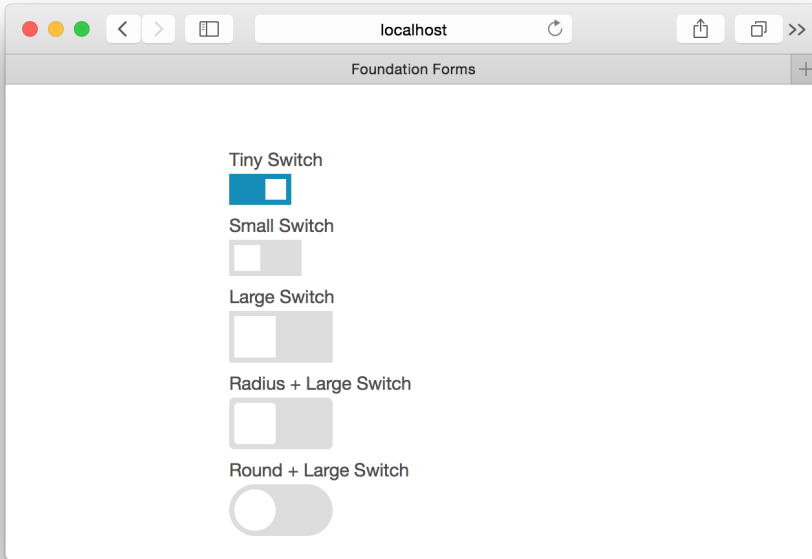 localhost
Foundation Forms
Tiny Switch
Small Switch
Large Switch
Radius + Large Switch
Round + Large Switch